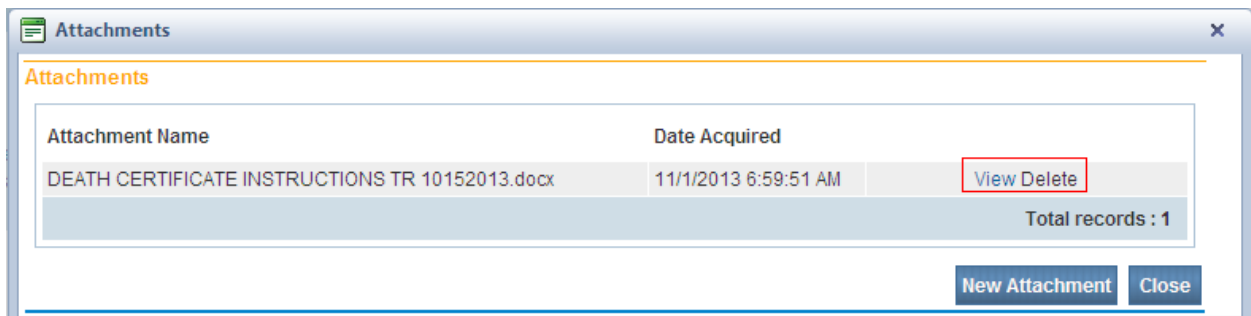 Attachments
Attachments
Attachment Name Date Acquired
DEATH CERTIFICATE INSTRUCTIONS TR 10152013.docx 11/1/2013 6:59:51 AM View Delete
Total records : 1
New Attachment Close